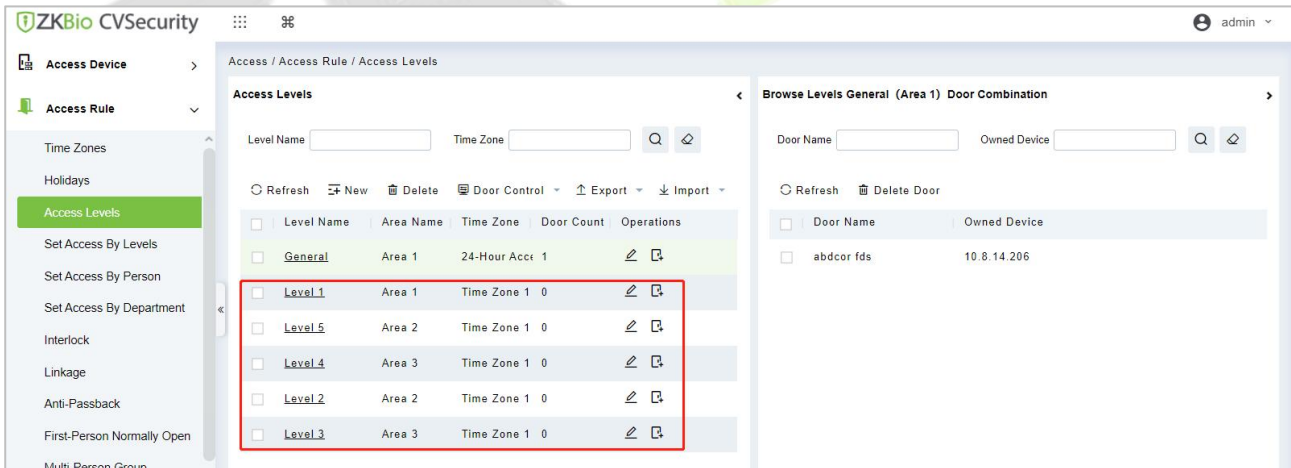 ZKBio CVSecurity
admin
Access Device
Access Rule
Time Zones
Holidays
Access Levels
Set Access By Levels
Set Access By Person
Set Access By Department
Interlock
Linkage
Anti-Passback
First-Person Normally Open
Multi-Person Group
Access / Access Rule / Access Levels
Access Levels
Level Name Time Zone
Refresh New Delete Door Control Export Import
Level Name Area Name Time Zone Door Count Operations
General Area 1 24-Hour Acce 1
Level 1 Area 1 Time Zone 1 0
Level 5 Area 2 Time Zone 1 0
Level 4 Area 3 Time Zone 1 0
Level 2 Area 2 Time Zone 1 0
Level 3 Area 3 Time Zone 1 0
Browse Levels General (Area 1) Door Combination
Door Name Owned Device
Refresh Delete Door
Door Name Owned Device
abdcor fds 10.8.14.206